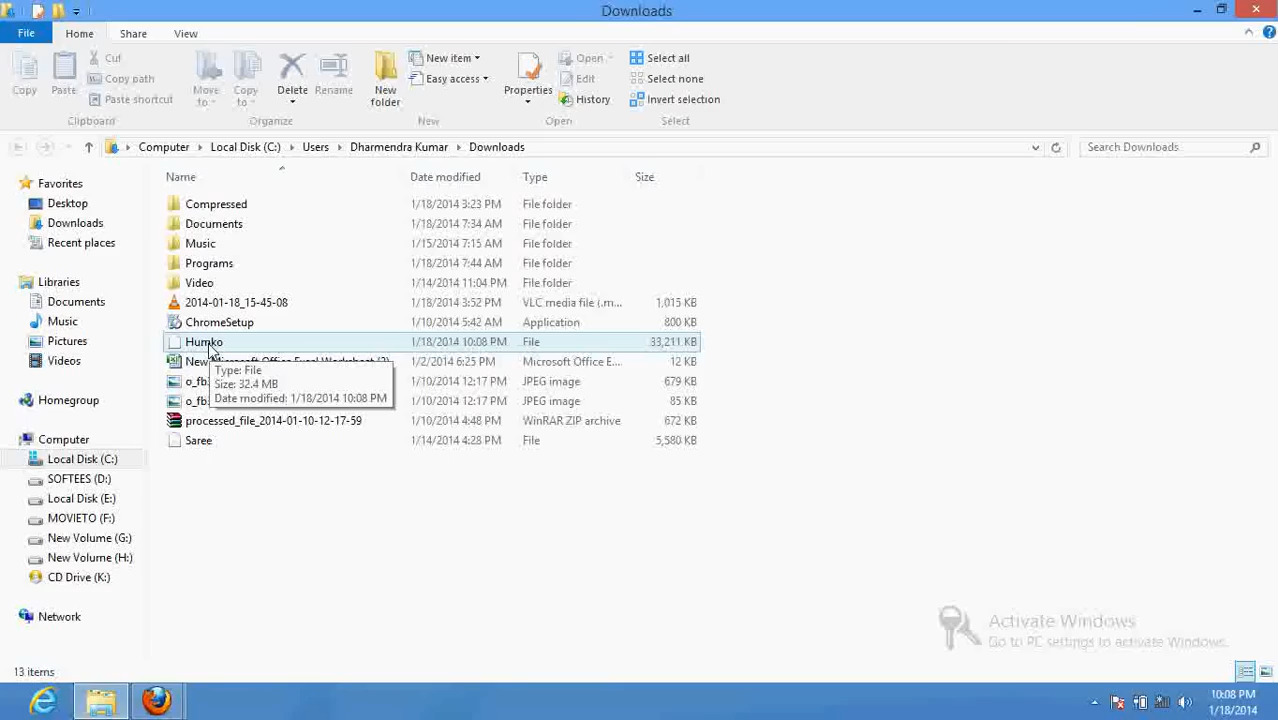 Downloads
File Home Share View
Copy
Paste
Cut
Copy path
Paste shortcut
Clipboard
Move to
Copy to
Delete
Rename
Organize
New folder
New item
Easy access
New
Properties
Open
Edit
History
Open
Select all
Select none
Invert selection
Select
Computer Local Disk (C:) Users Dharmendra Kumar Downloads
Search Downloads
Favorites
Desktop
Downloads
Recent places
Libraries
Documents
Music
Pictures
Videos
Homegroup
Computer
Local Disk (C:)
SOFTEES (D:)
Local Disk (E:)
MOVIETO (F:)
New Volume (G:)
New Volume (H:)
CD Drive (K:)
Network
Name Date modified Type Size
Compressed 1/18/2014 3:23 PM File folder
Documents 1/18/2014 7:34 AM File folder
Music 1/15/2014 7:15 AM File folder
Programs 1/18/2014 7:44 AM File folder
Video 1/14/2014 11:04 PM File folder
2014-01-18_15-45-08 1/18/2014 3:52 PM VLC media file (.m... 1,015 KB
ChromeSetup 1/10/2014 5:42 AM Application 800 KB
Humko 1/18/2014 10:08 PM File 33,211 KB
New Microsoft Office Excel Worksheet (2) 1/2/2014 6:25 PM Microsoft Office E... 12 KB
o_fb 1/10/2014 12:17 PM JPEG image 679 KB
o_fb 1/10/2014 12:17 PM JPEG image 85 KB
processed_file_2014-01-10-12-17-59 1/10/2014 4:48 PM WinRAR ZIP archive 672 KB
Saree 1/14/2014 4:28 PM File 5,580 KB
Type: File
Size: 32.4 MB
Date modified: 1/18/2014 10:08 PM
Activate Windows
Go to PC settings to activate Windows.
13 items
10:08 PM
1/18/2014